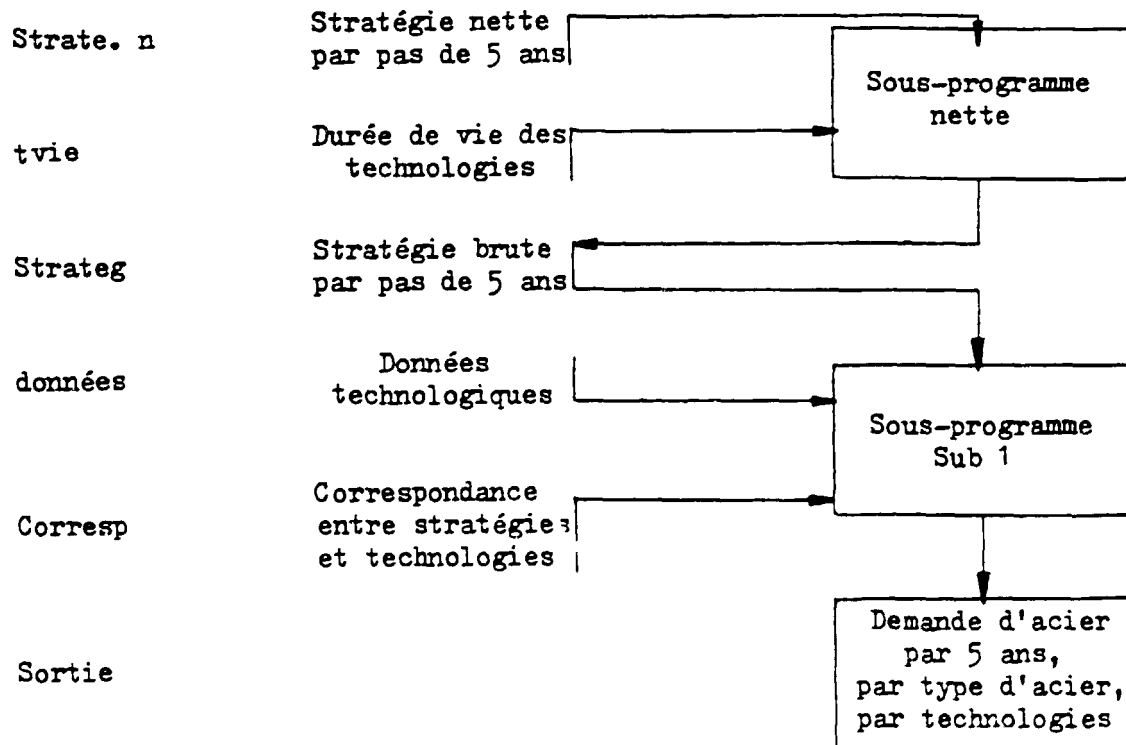 Strate. n
Stratégie nette
par pas de 5 ans
Sous-programme
nette
tvie
Durée de vie des
technologies
Strateg
Stratégie brute
par pas de 5 ans
données
Données
technologiques
Sous-programme
Sub 1
Corresp
Correspondance
entre stratégies
et technologies
Sortie
Demande d'acier
par 5 ans,
par type d'acier,
par technologies